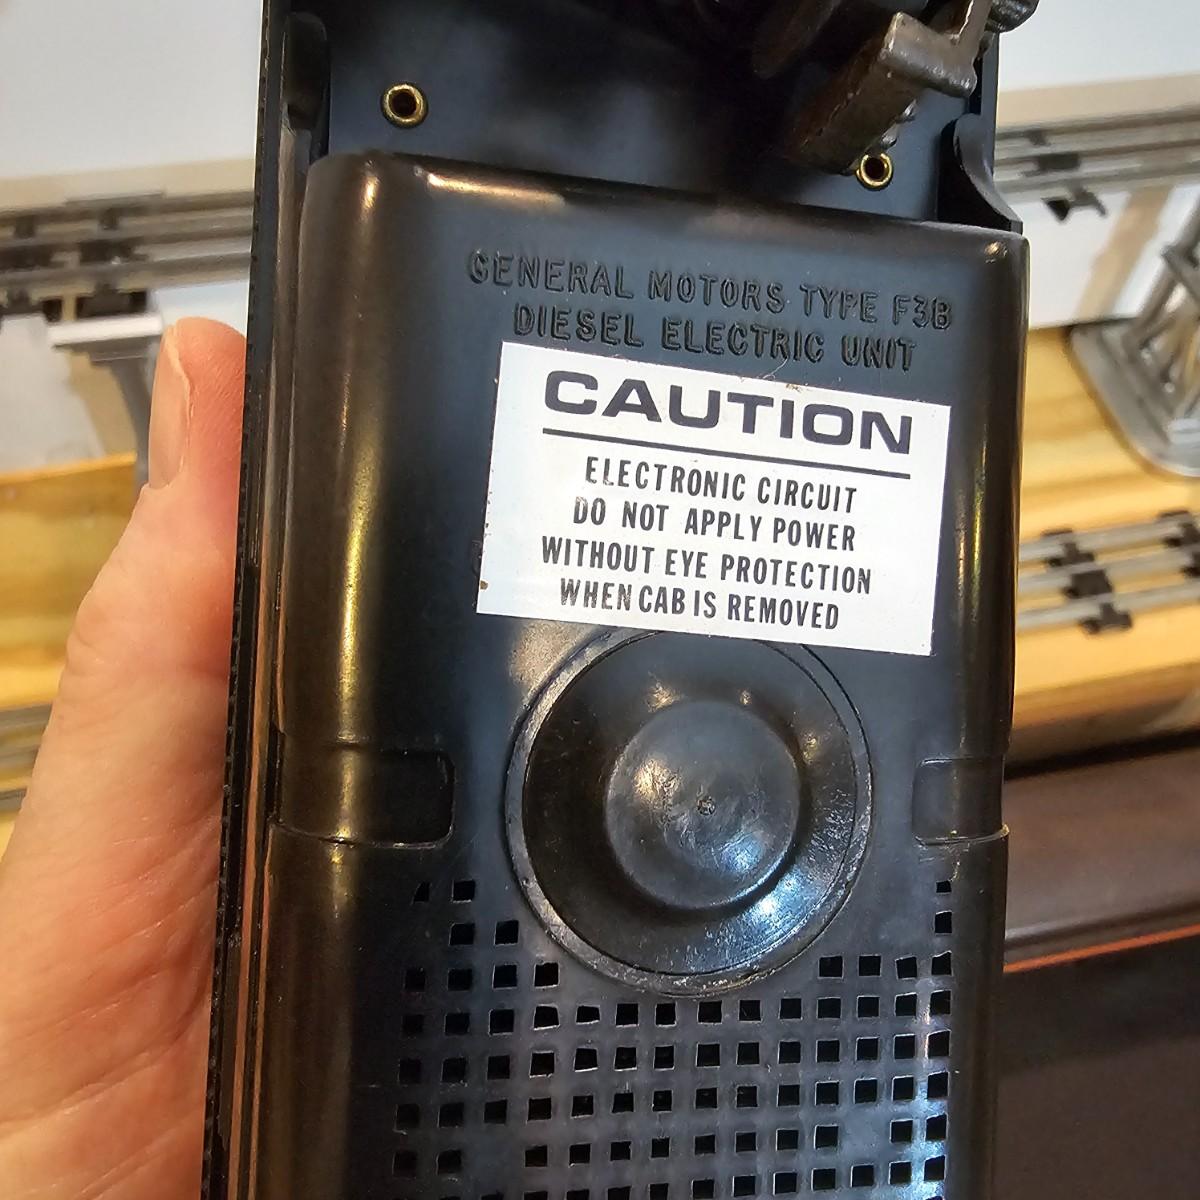 GENERAL MOTORS TYPE F3B
DIESEL ELECTRIC UNIT
CAUTION
ELECTRONIC CIRCUIT
DO NOT APPLY POWER
WITHOUT EYE PROTECTION
WHEN CAB IS REMOVED